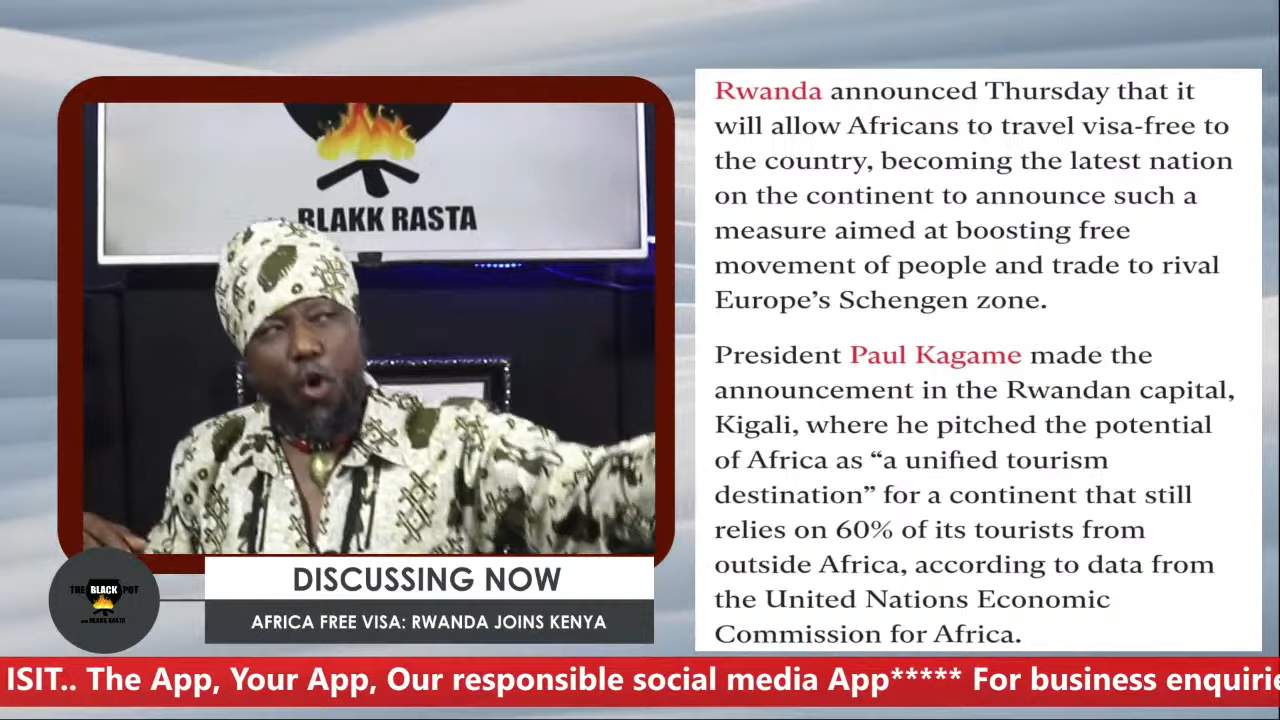 BLAKK RASTA
Rwanda announced Thursday that it
will allow Africans to travel visa-free to
the country, becoming the latest nation
on the continent to announce such a
measure aimed at boosting free
movement of people and trade to rival
Europe’s Schengen zone.
President Paul Kagame made the
announcement in the Rwandan capital,
Kigali, where he pitched the potential
of Africa as “a unified tourism
destination” for a continent that still
relies on 60% of its tourists from
outside Africa, according to data from
the United Nations Economic
Commission for Africa.
THE BLACK POT
with BLAKK RASTA
DISCUSSING NOW
AFRICA FREE VISA: RWANDA JOINS KENYA
ISIT.. The App, Your App, Our responsible social media App***** For business enquirie